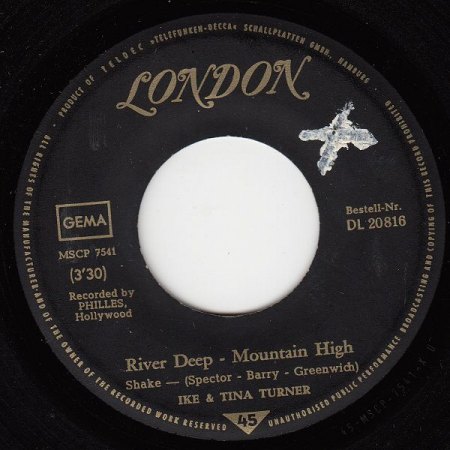 PRODUCT OF TELDEC »TELEFUNKEN-DECCA« SCHALLPLATTEN GMBH. HAMBURG
LONDON
GEMA
MSCP 7541
(3'30)
Recorded by
PHILLES,
Hollywood
Bestell-Nr.
DL 20816
River Deep - Mountain High
Shake — (Spector - Barry - Greenwich)
IKE & TINA TURNER
45
ALL RIGHTS OF THE MANUFACTURERS AND OF THE OWNER OF THE RECORDED WORK RESERVED
UNAUTHORISED PUBLIC PERFORMANCE BROADCASTING AND COPYING OF THIS RECORD PROHIBITED